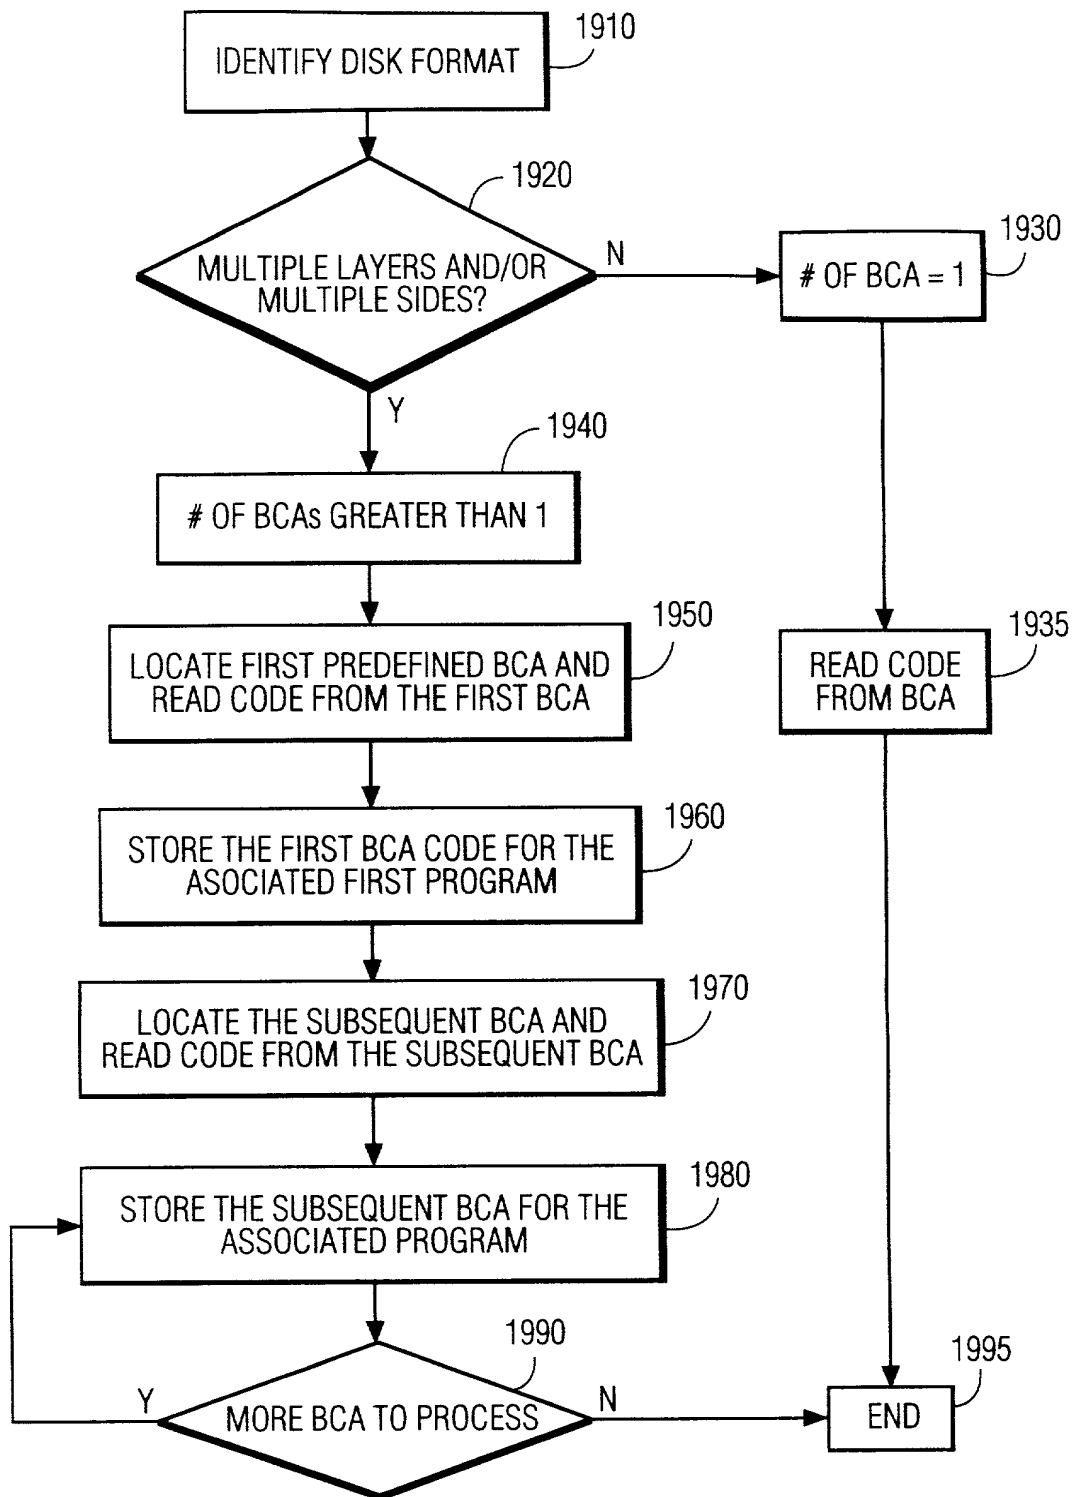 1910
IDENTIFY DISK FORMAT
1920
MULTIPLE LAYERS AND/OR
MULTIPLE SIDES?
N
1930
# OF BCA = 1
Y
1940
# OF BCAs GREATER THAN 1
1950
LOCATE FIRST PREDEFINED BCA AND
READ CODE FROM THE FIRST BCA
1935
READ CODE
FROM BCA
1960
STORE THE FIRST BCA CODE FOR THE
ASOCIATED FIRST PROGRAM
1970
LOCATE THE SUBSEQUENT BCA AND
READ CODE FROM THE SUBSEQUENT BCA
1980
STORE THE SUBSEQUENT BCA FOR THE
ASSOCIATED PROGRAM
1990
Y
MORE BCA TO PROCESS
N
1995
END